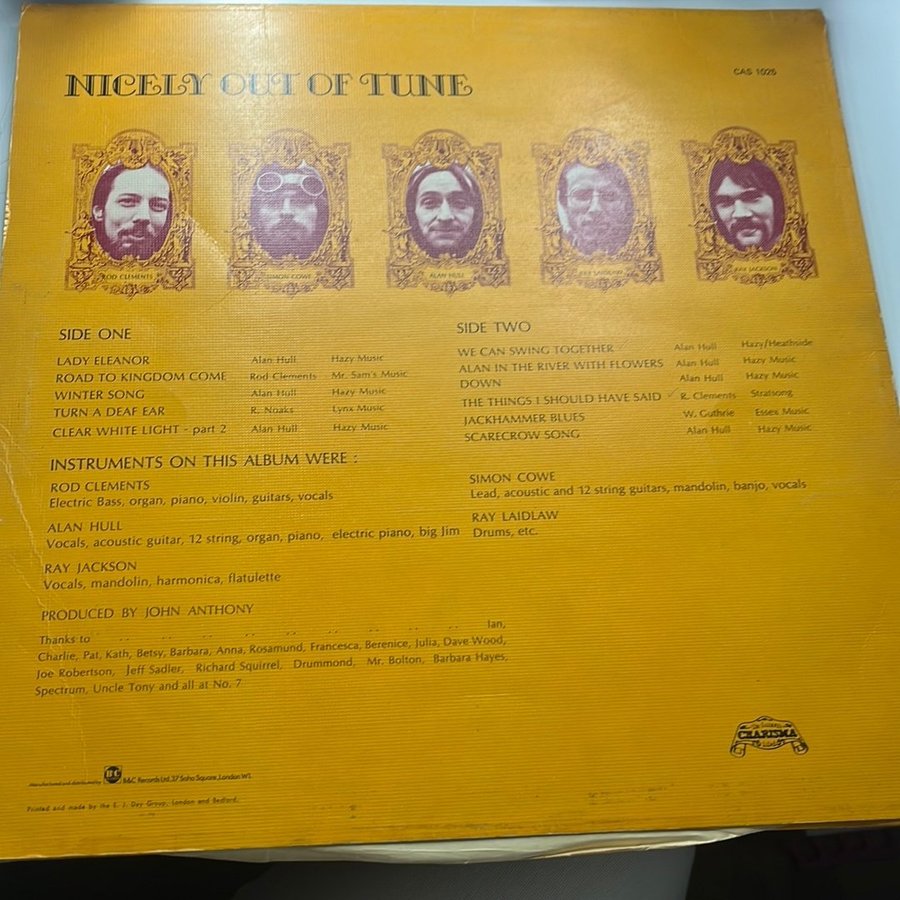 NICELY OUT OF TUNE
CAS 1025
ROD CLEMENTS
SIMON COWE
ALAN HULL
RAY LAIDLAW
RAY JACKSON
SIDE ONE
LADY ELEANOR Alan Hull Hazy Music
ROAD TO KINGDOM COME Rod Clements Mr. Sam's Music
WINTER SONG Alan Hull Hazy Music
TURN A DEAF EAR R. Noaks Lynx Music
CLEAR WHITE LIGHT - part 2 Alan Hull Hazy Music
SIDE TWO
WE CAN SWING TOGETHER Alan Hull Hazy/Heathside
ALAN IN THE RIVER WITH FLOWERS Alan Hull Hazy Music
DOWN Alan Hull Hazy Music
THE THINGS I SHOULD HAVE SAID R. Clements Stratsong
JACKHAMMER BLUES W. Guthrie Essex Music
SCARECROW SONG Alan Hull Hazy Music
INSTRUMENTS ON THIS ALBUM WERE :
ROD CLEMENTS
Electric Bass, organ, piano, violin, guitars, vocals
ALAN HULL
Vocals, acoustic guitar, 12 string, organ, piano, electric piano, big Jim
RAY JACKSON
Vocals, mandolin, harmonica, flatulette
SIMON COWE
Lead, acoustic and 12 string guitars, mandolin, banjo, vocals
RAY LAIDLAW
Drums, etc.
PRODUCED BY JOHN ANTHONY
Thanks to .. .. .. .. .. .. .. .. .. Ian,
Charlie, Pat, Kath, Betsy, Barbara, Anna, Rosamund, Francesca, Berenice, Julia, Dave Wood,
Joe Robertson, Jeff Sadler, Richard Squirrel, Drummond, Mr. Bolton, Barbara Hayes,
Spectrum, Uncle Tony and all at No. 7
CHARISMA
manufactured and distributed by B&C B&C Records Ltd. 37 Soho Square, London W1.
Printed and made by the E. J. Day Group, London and Bedford.